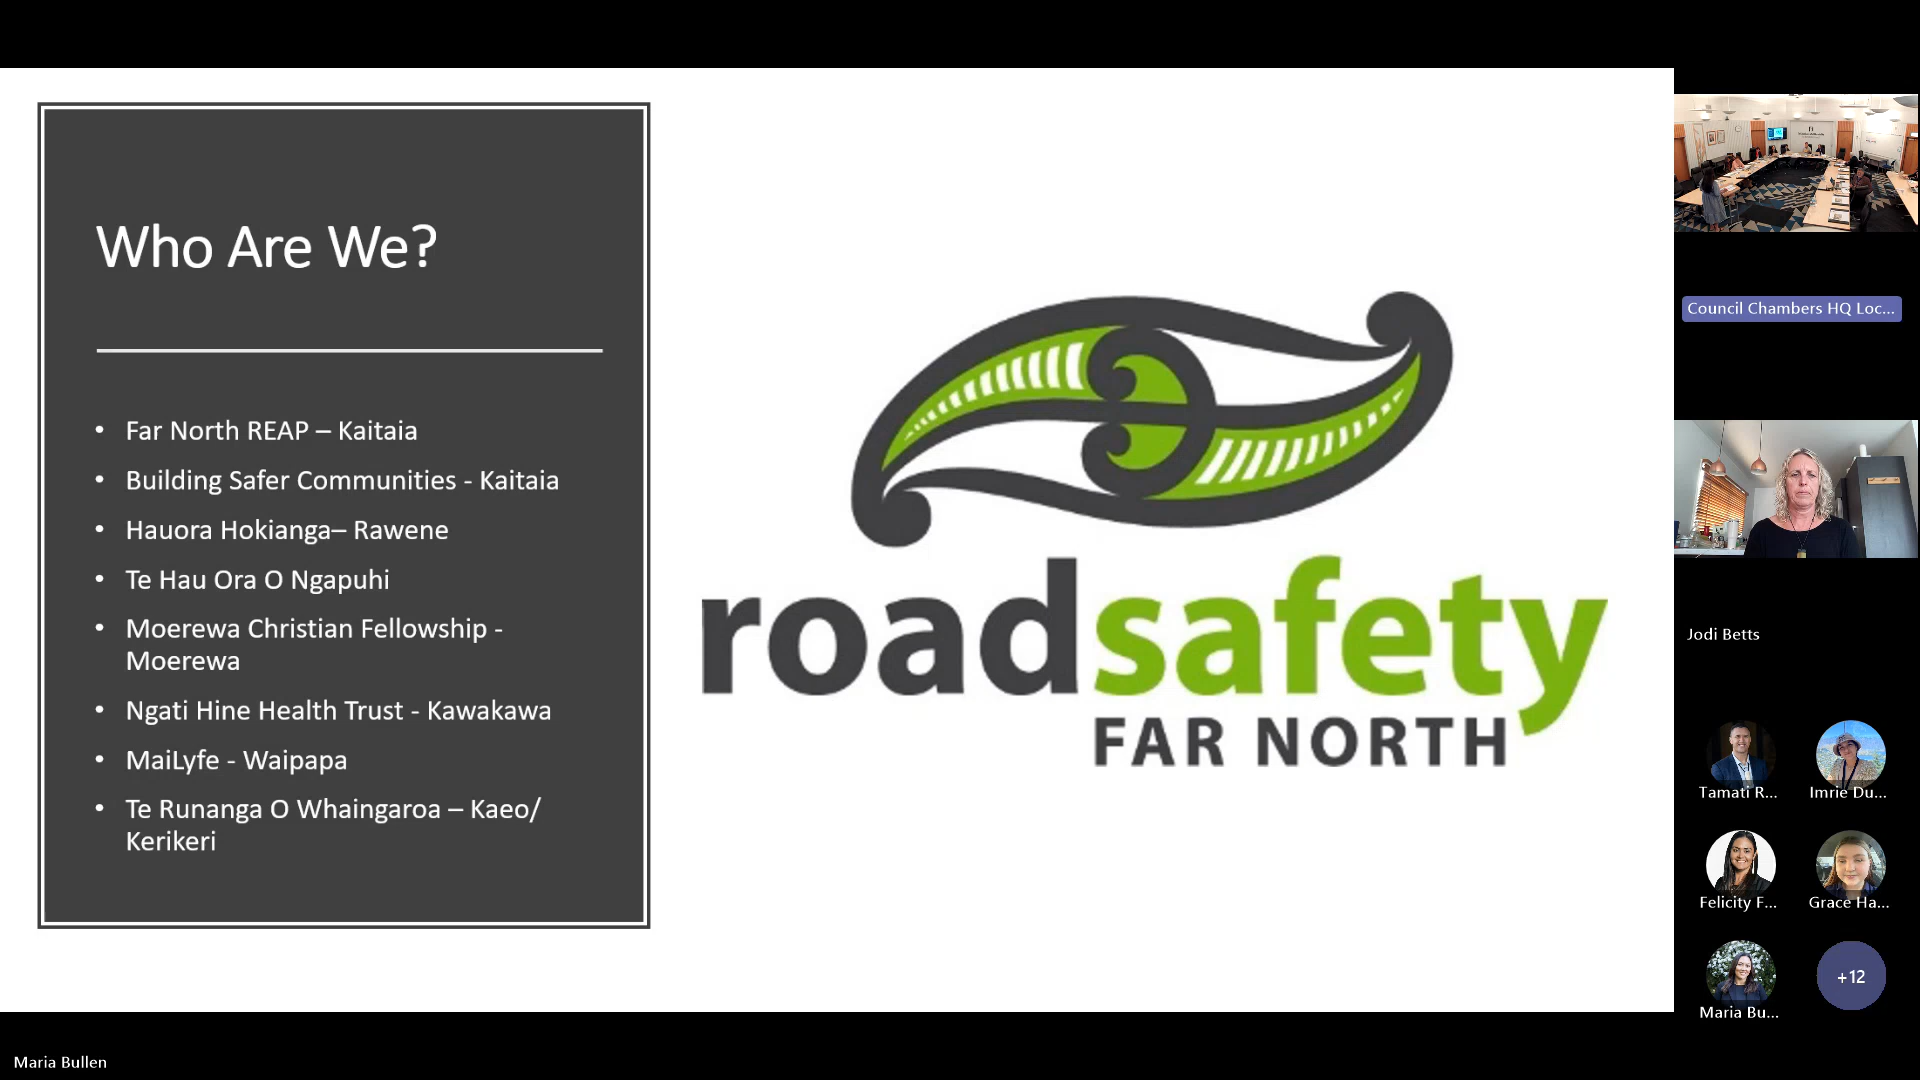 Who Are We?
• Far North REAP – Kaitaia
• Building Safer Communities - Kaitaia
• Hauora Hokianga– Rawene
• Te Hau Ora O Ngapuhi
• Moerewa Christian Fellowship -
Moerewa
• Ngati Hine Health Trust - Kawakawa
• MaiLyfe - Waipapa
• Te Runanga O Whaingaroa – Kaeo/
Kerikeri
roadsafety
FAR NORTH
Council Chambers HQ Loc...
Jodi Betts
Tamati R...
Imrie Du...
Felicity F...
Grace Ha...
Maria Bu...
+12
Maria Bullen